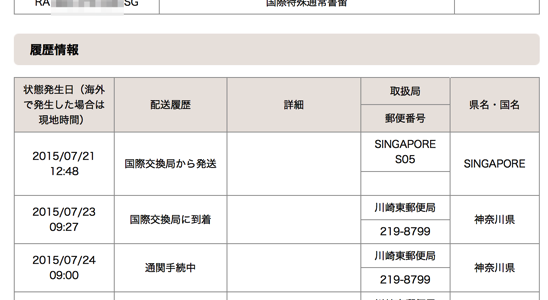 RA SG 国際特殊通常書留
履歴情報
状態発生日（海外
で発生した場合は
現地時間）
配送履歴
詳細
取扱局
郵便番号
県名・国名
2015/07/21
12:48
国際交換局から発送
SINGAPORE
S05
SINGAPORE
2015/07/23
09:27
国際交換局に到着
川崎東郵便局
219-8799
神奈川県
2015/07/24
09:00
通関手続中
川崎東郵便局
219-8799
神奈川県